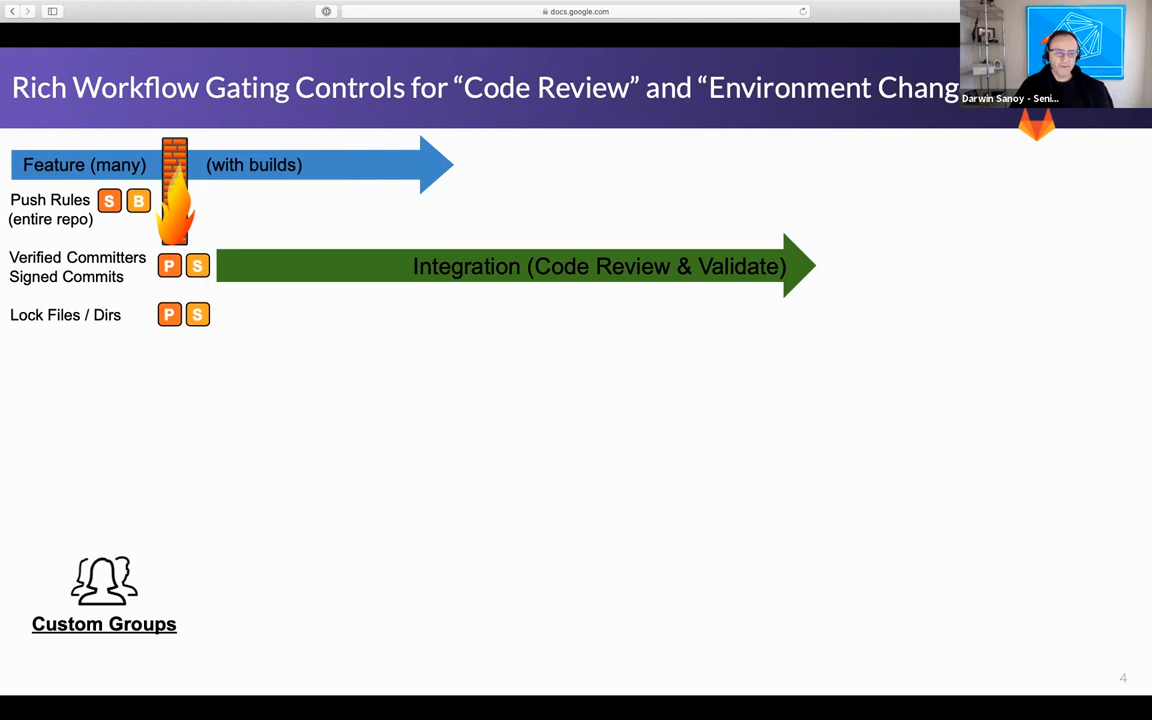 docs.google.com
Rich Workflow Gating Controls for “Code Review” and “Environment Chang
Darwin Sanoy - Seni...
Feature (many) (with builds)
Push Rules S B
(entire repo)
Verified Committers
Signed Commits P S
Integration (Code Review & Validate)
Lock Files / Dirs P S
Custom Groups
4